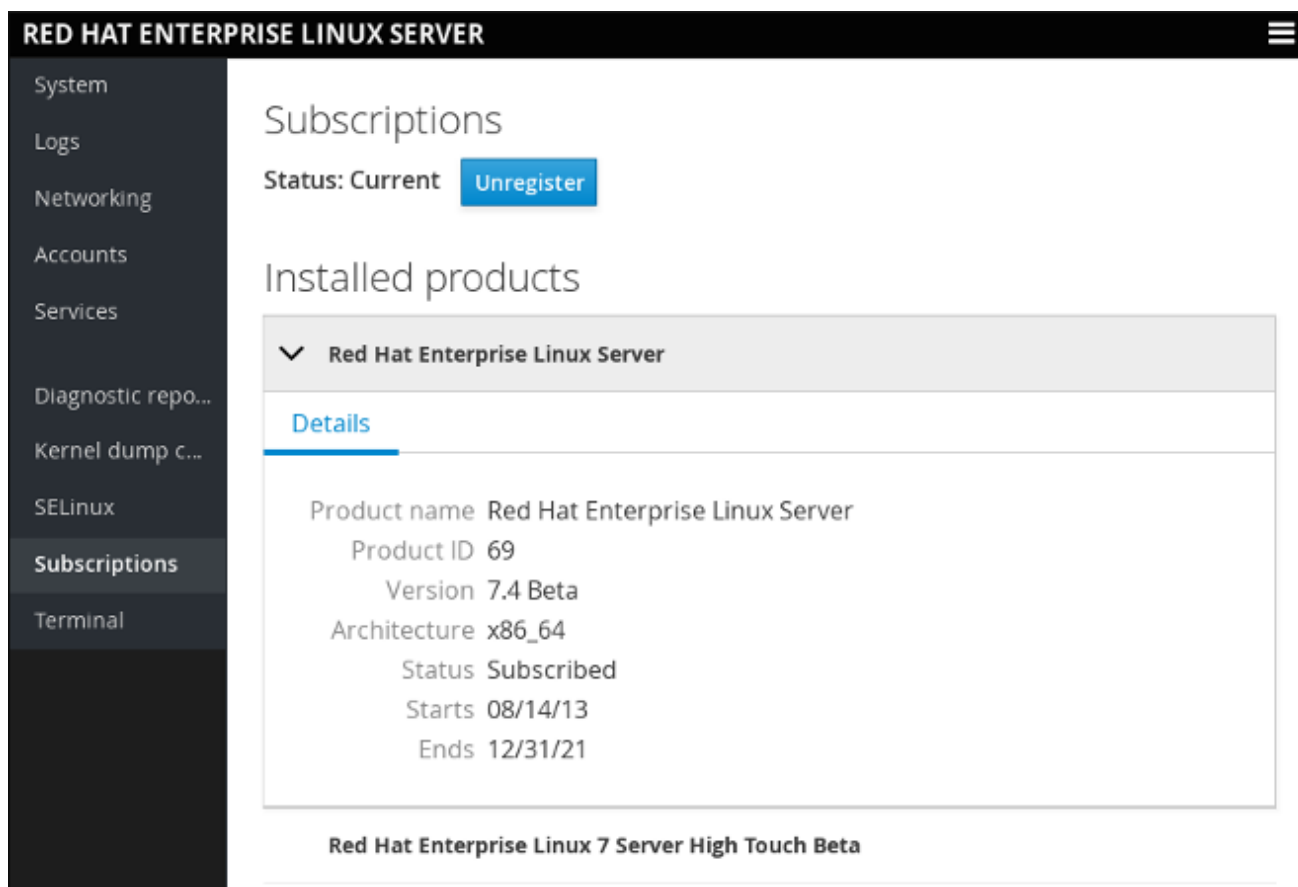 RED HAT ENTERPRISE LINUX SERVER
System
Logs
Networking
Accounts
Services
Diagnostic repo...
Kernel dump c...
SELinux
Subscriptions
Terminal
Subscriptions
Status: Current Unregister
Installed products
Red Hat Enterprise Linux Server
Details
Product name Red Hat Enterprise Linux Server
Product ID 69
Version 7.4 Beta
Architecture x86_64
Status Subscribed
Starts 08/14/13
Ends 12/31/21
Red Hat Enterprise Linux 7 Server High Touch Beta